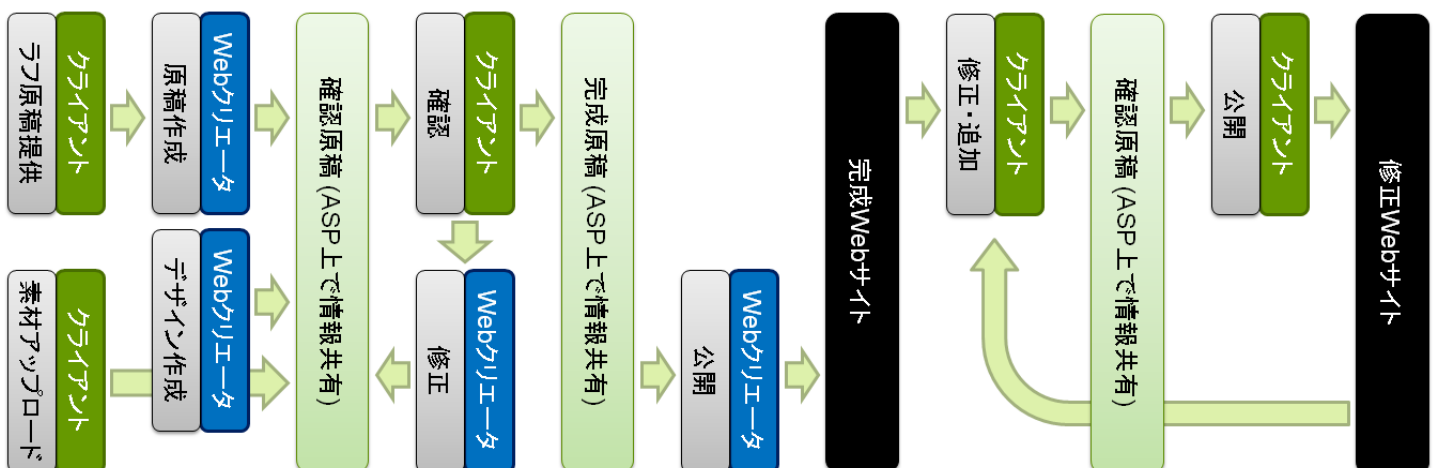 クライアント
ラフ原稿提供
Webクリエータ
原稿作成
クライアント
素材アップロード
Webクリエータ
デザイン作成
確認原稿 (ASP上で情報共有)
クライアント
確認
Webクリエータ
修正
完成原稿 (ASP上で情報共有)
Webクリエータ
公開
完成Webサイト
クライアント
修正・追加
確認原稿 (ASP上で情報共有)
クライアント
公開
修正Webサイト